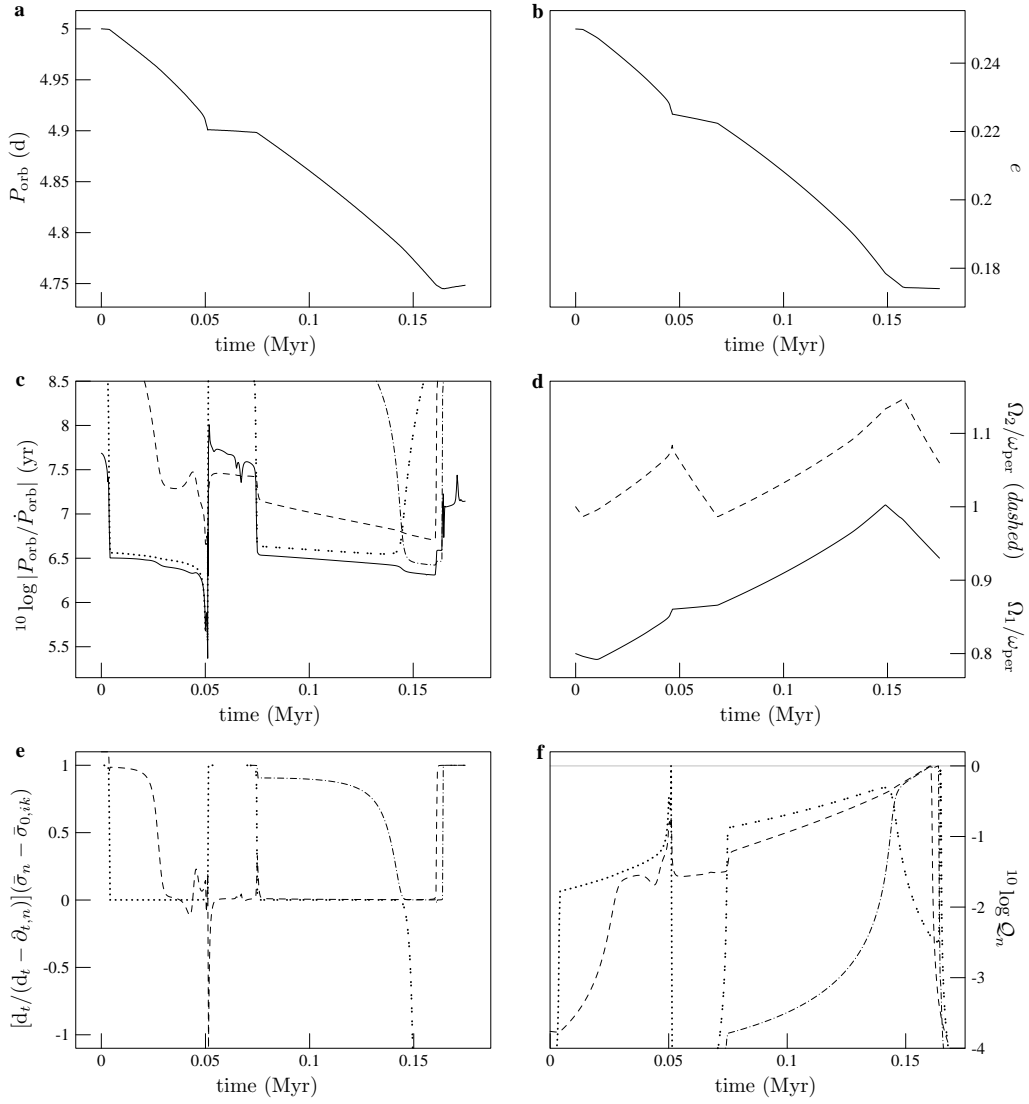 a
5
4.95
4.9
4.85
4.8
4.75
P_orb (d)
0 0.05 0.1 0.15
time (Myr)
b
0.24
0.22
0.2
0.18
e
0 0.05 0.1 0.15
time (Myr)
c
8.5
8
7.5
7
6.5
6
5.5
¹⁰log |P_orb/Ṗ_orb| (yr)
0 0.05 0.1 0.15
time (Myr)
d
1.1
1
0.9
0.8
Ω₁/ω_per Ω₂/ω_per (dashed)
0 0.05 0.1 0.15
time (Myr)
e
1
0.5
0
-0.5
-1
[d_t/(d_t − ∂_{t,n})](σ̄_n − σ̄_{0,ik})
0 0.05 0.1 0.15
time (Myr)
f
0
-1
-2
-3
-4
¹⁰log 𝒬_n
0 0.05 0.1 0.15
time (Myr)